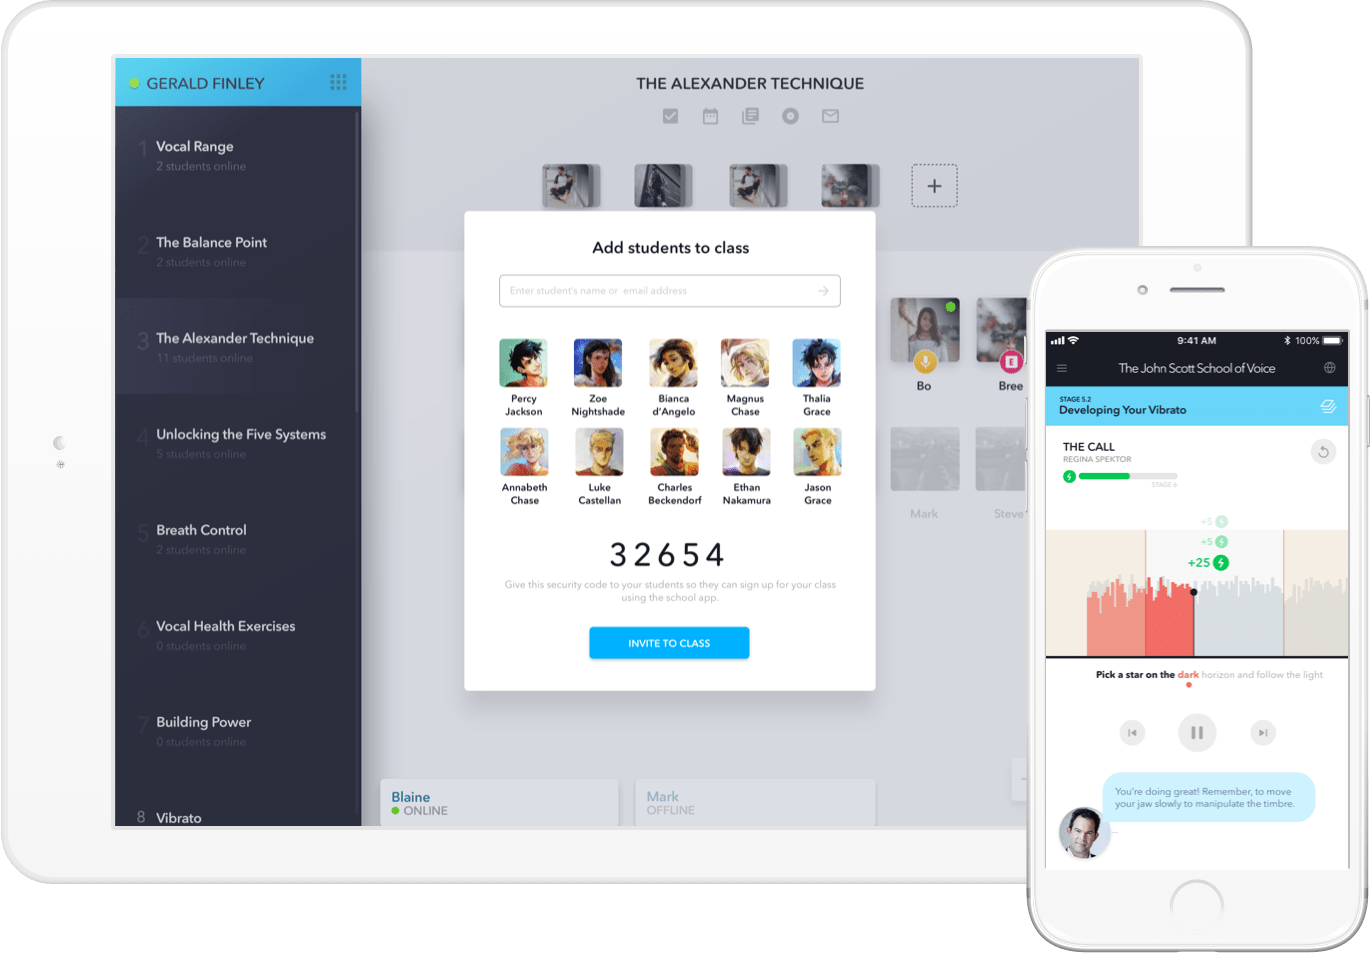 GERALD FINLEY
1 Vocal Range
2 students online
2 The Balance Point
2 students online
3 The Alexander Technique
11 students online
4 Unlocking the Five Systems
5 students online
5 Breath Control
2 students online
6 Vocal Health Exercises
0 students online
7 Building Power
0 students online
8 Vibrato
THE ALEXANDER TECHNIQUE
Add students to class
Enter student's name or email address
Percy Jackson
Zoe Nightshade
Bianca d'Angelo
Magnus Chase
Thalia Grace
Annabeth Chase
Luke Castellan
Charles Beckendorf
Ethan Nakamura
Jason Grace
32654
Give this security code to your students so they can sign up for your class
using the school app.
INVITE TO CLASS
E
Bo
Bree
Mark
Steve
Blaine
ONLINE
Mark
OFFLINE
9:41 AM
100%
The John Scott School of Voice
STAGE 5.2
Developing Your Vibrato
THE CALL
REGINA SPEKTOR
STAGE 6
+5
+5
+25
Pick a star on the dark horizon and follow the light
You're doing great! Remember, to move
your jaw slowly to manipulate the timbre.